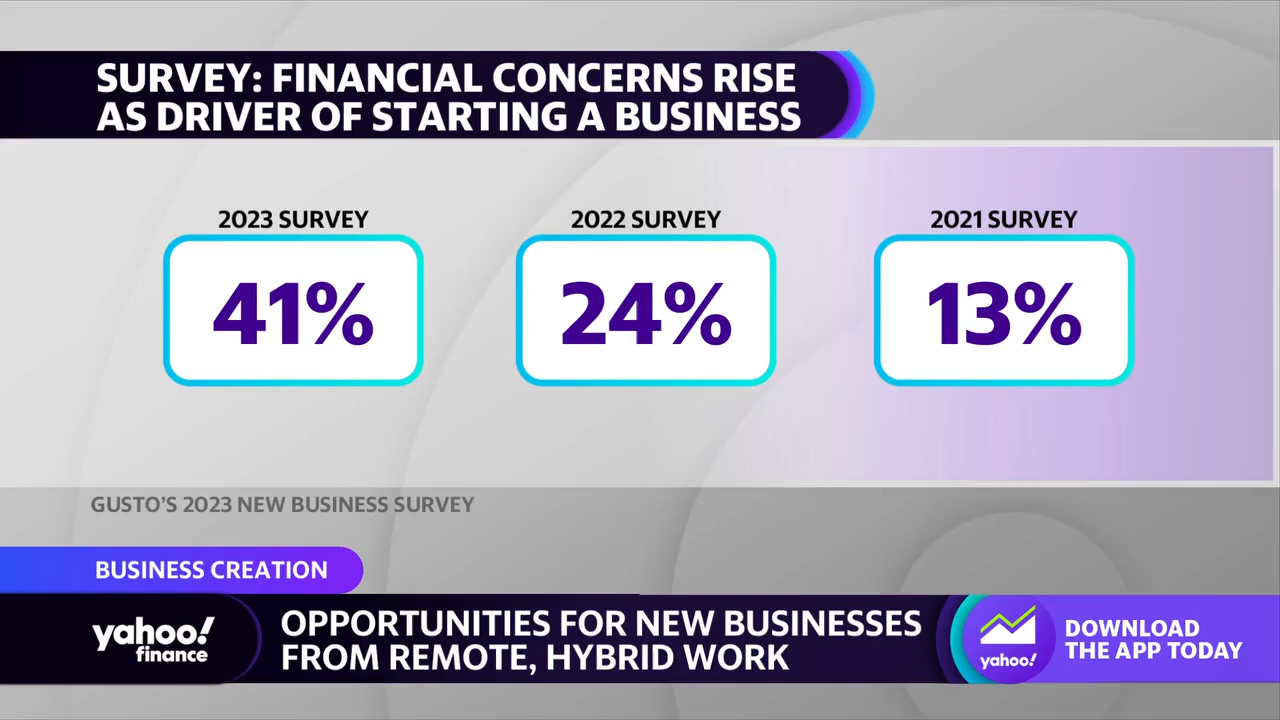 SURVEY: FINANCIAL CONCERNS RISE
AS DRIVER OF STARTING A BUSINESS
2023 SURVEY
41%
2022 SURVEY
24%
2021 SURVEY
13%
GUSTO'S 2023 NEW BUSINESS SURVEY
BUSINESS CREATION
yahoo!
finance
OPPORTUNITIES FOR NEW BUSINESSES
FROM REMOTE, HYBRID WORK
yahoo!
DOWNLOAD
THE APP TODAY